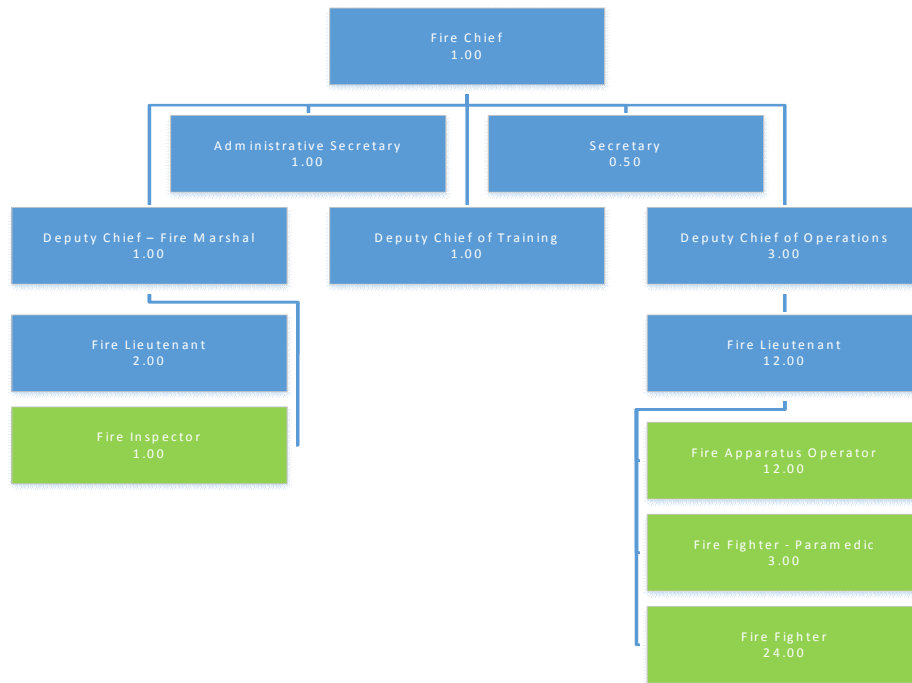 Fire Chief
1.00
Administrative Secretary
1.00
Secretary
0.50
Deputy Chief – Fire Marshal
1.00
Deputy Chief of Training
1.00
Deputy Chief of Operations
3.00
Fire Lieutenant
2.00
Fire Lieutenant
12.00
Fire Inspector
1.00
Fire Apparatus Operator
12.00
Fire Fighter - Paramedic
3.00
Fire Fighter
24.00